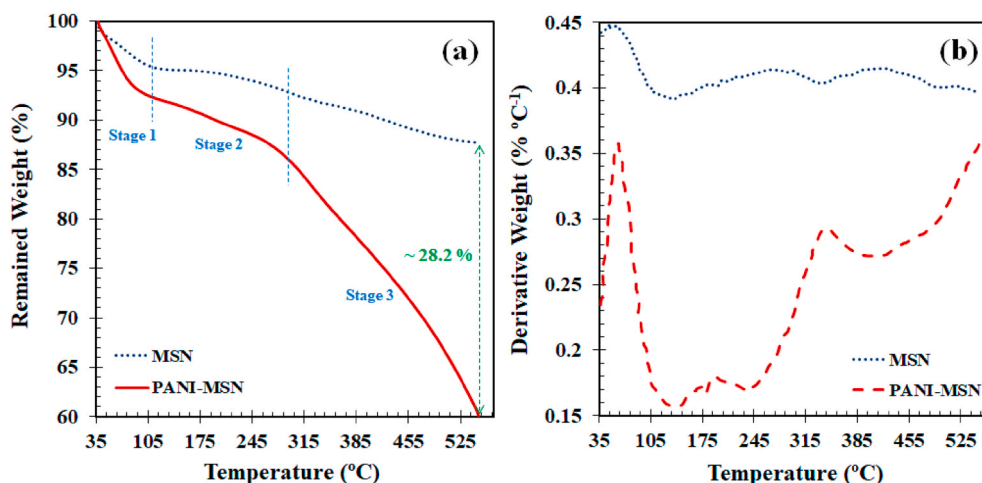 (a)
Remained Weight (%)
100
95
90
85
80
75
70
65
60
Stage 1
Stage 2
Stage 3
~ 28.2 %
MSN
PANI-MSN
35 105 175 245 315 385 455 525
Temperature (ºC)
(b)
Derivative Weight (% ºC-1)
0.45
0.4
0.35
0.3
0.25
0.2
0.15
MSN
PANI-MSN
35 105 175 245 315 385 455 525
Temperature (ºC)